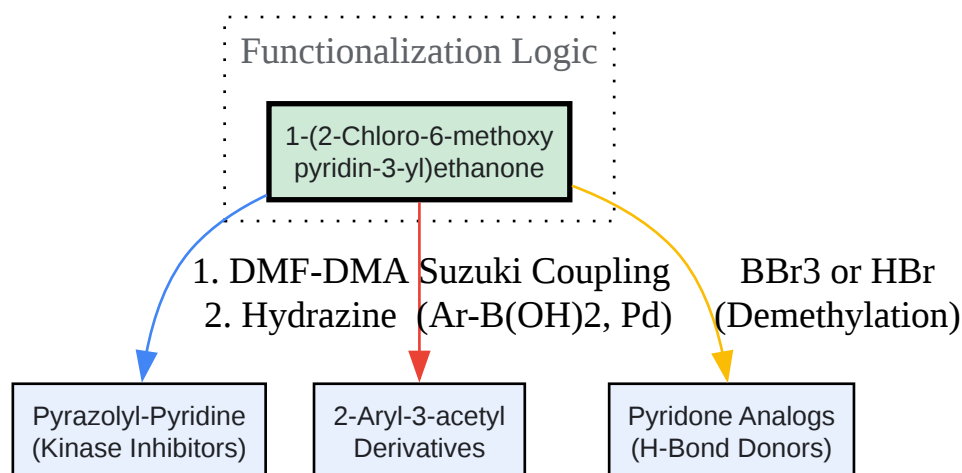 Functionalization Logic
1-(2-Chloro-6-methoxy
pyridin-3-yl)ethanone
1. DMF-DMA
2. Hydrazine
Suzuki Coupling
(Ar-B(OH)2, Pd)
BBr3 or HBr
(Demethylation)
Pyrazolyl-Pyridine
(Kinase Inhibitors)
2-Aryl-3-acetyl
Derivatives
Pyridone Analogs
(H-Bond Donors)